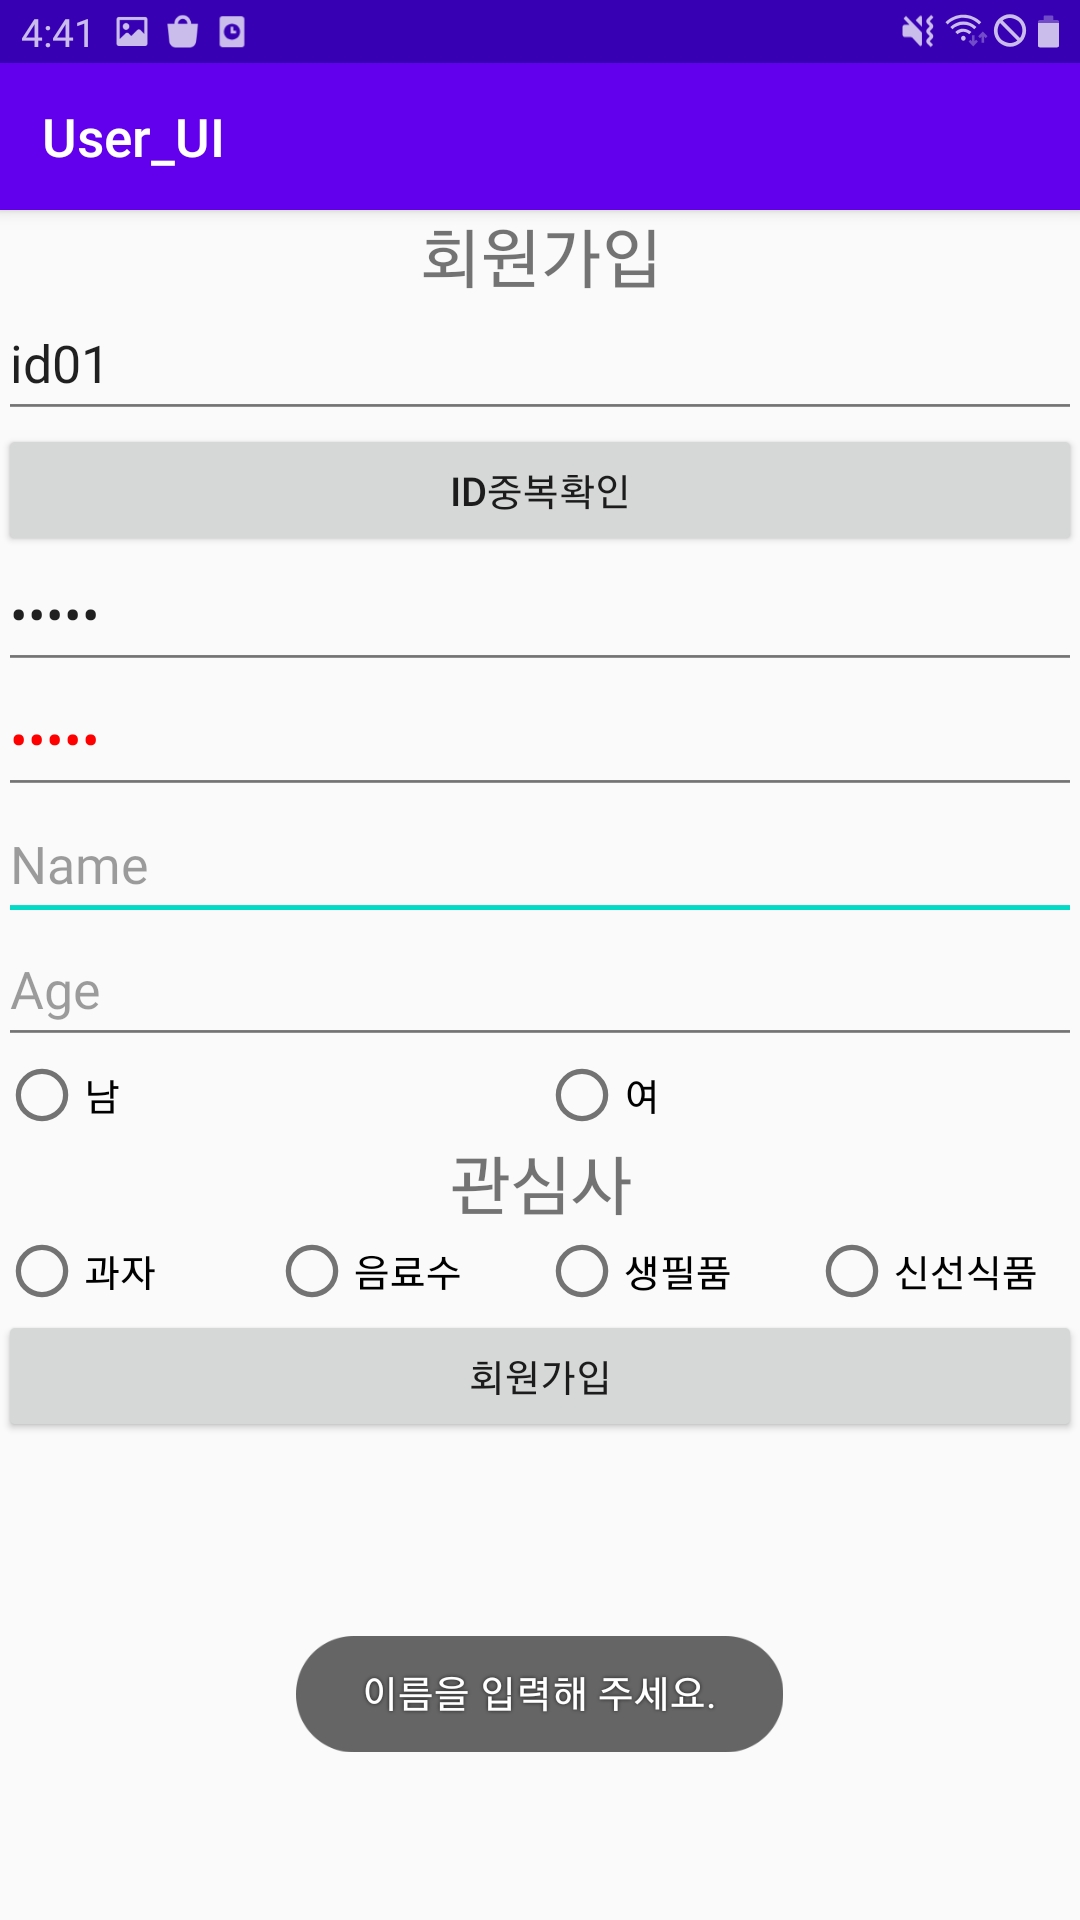 4:41
User_UI
회원가입
id01
ID중복확인
•••••
•••••
Name
Age
남 여
관심사
과자 음료수 생필품 신선식품
회원가입
이름을 입력해 주세요.